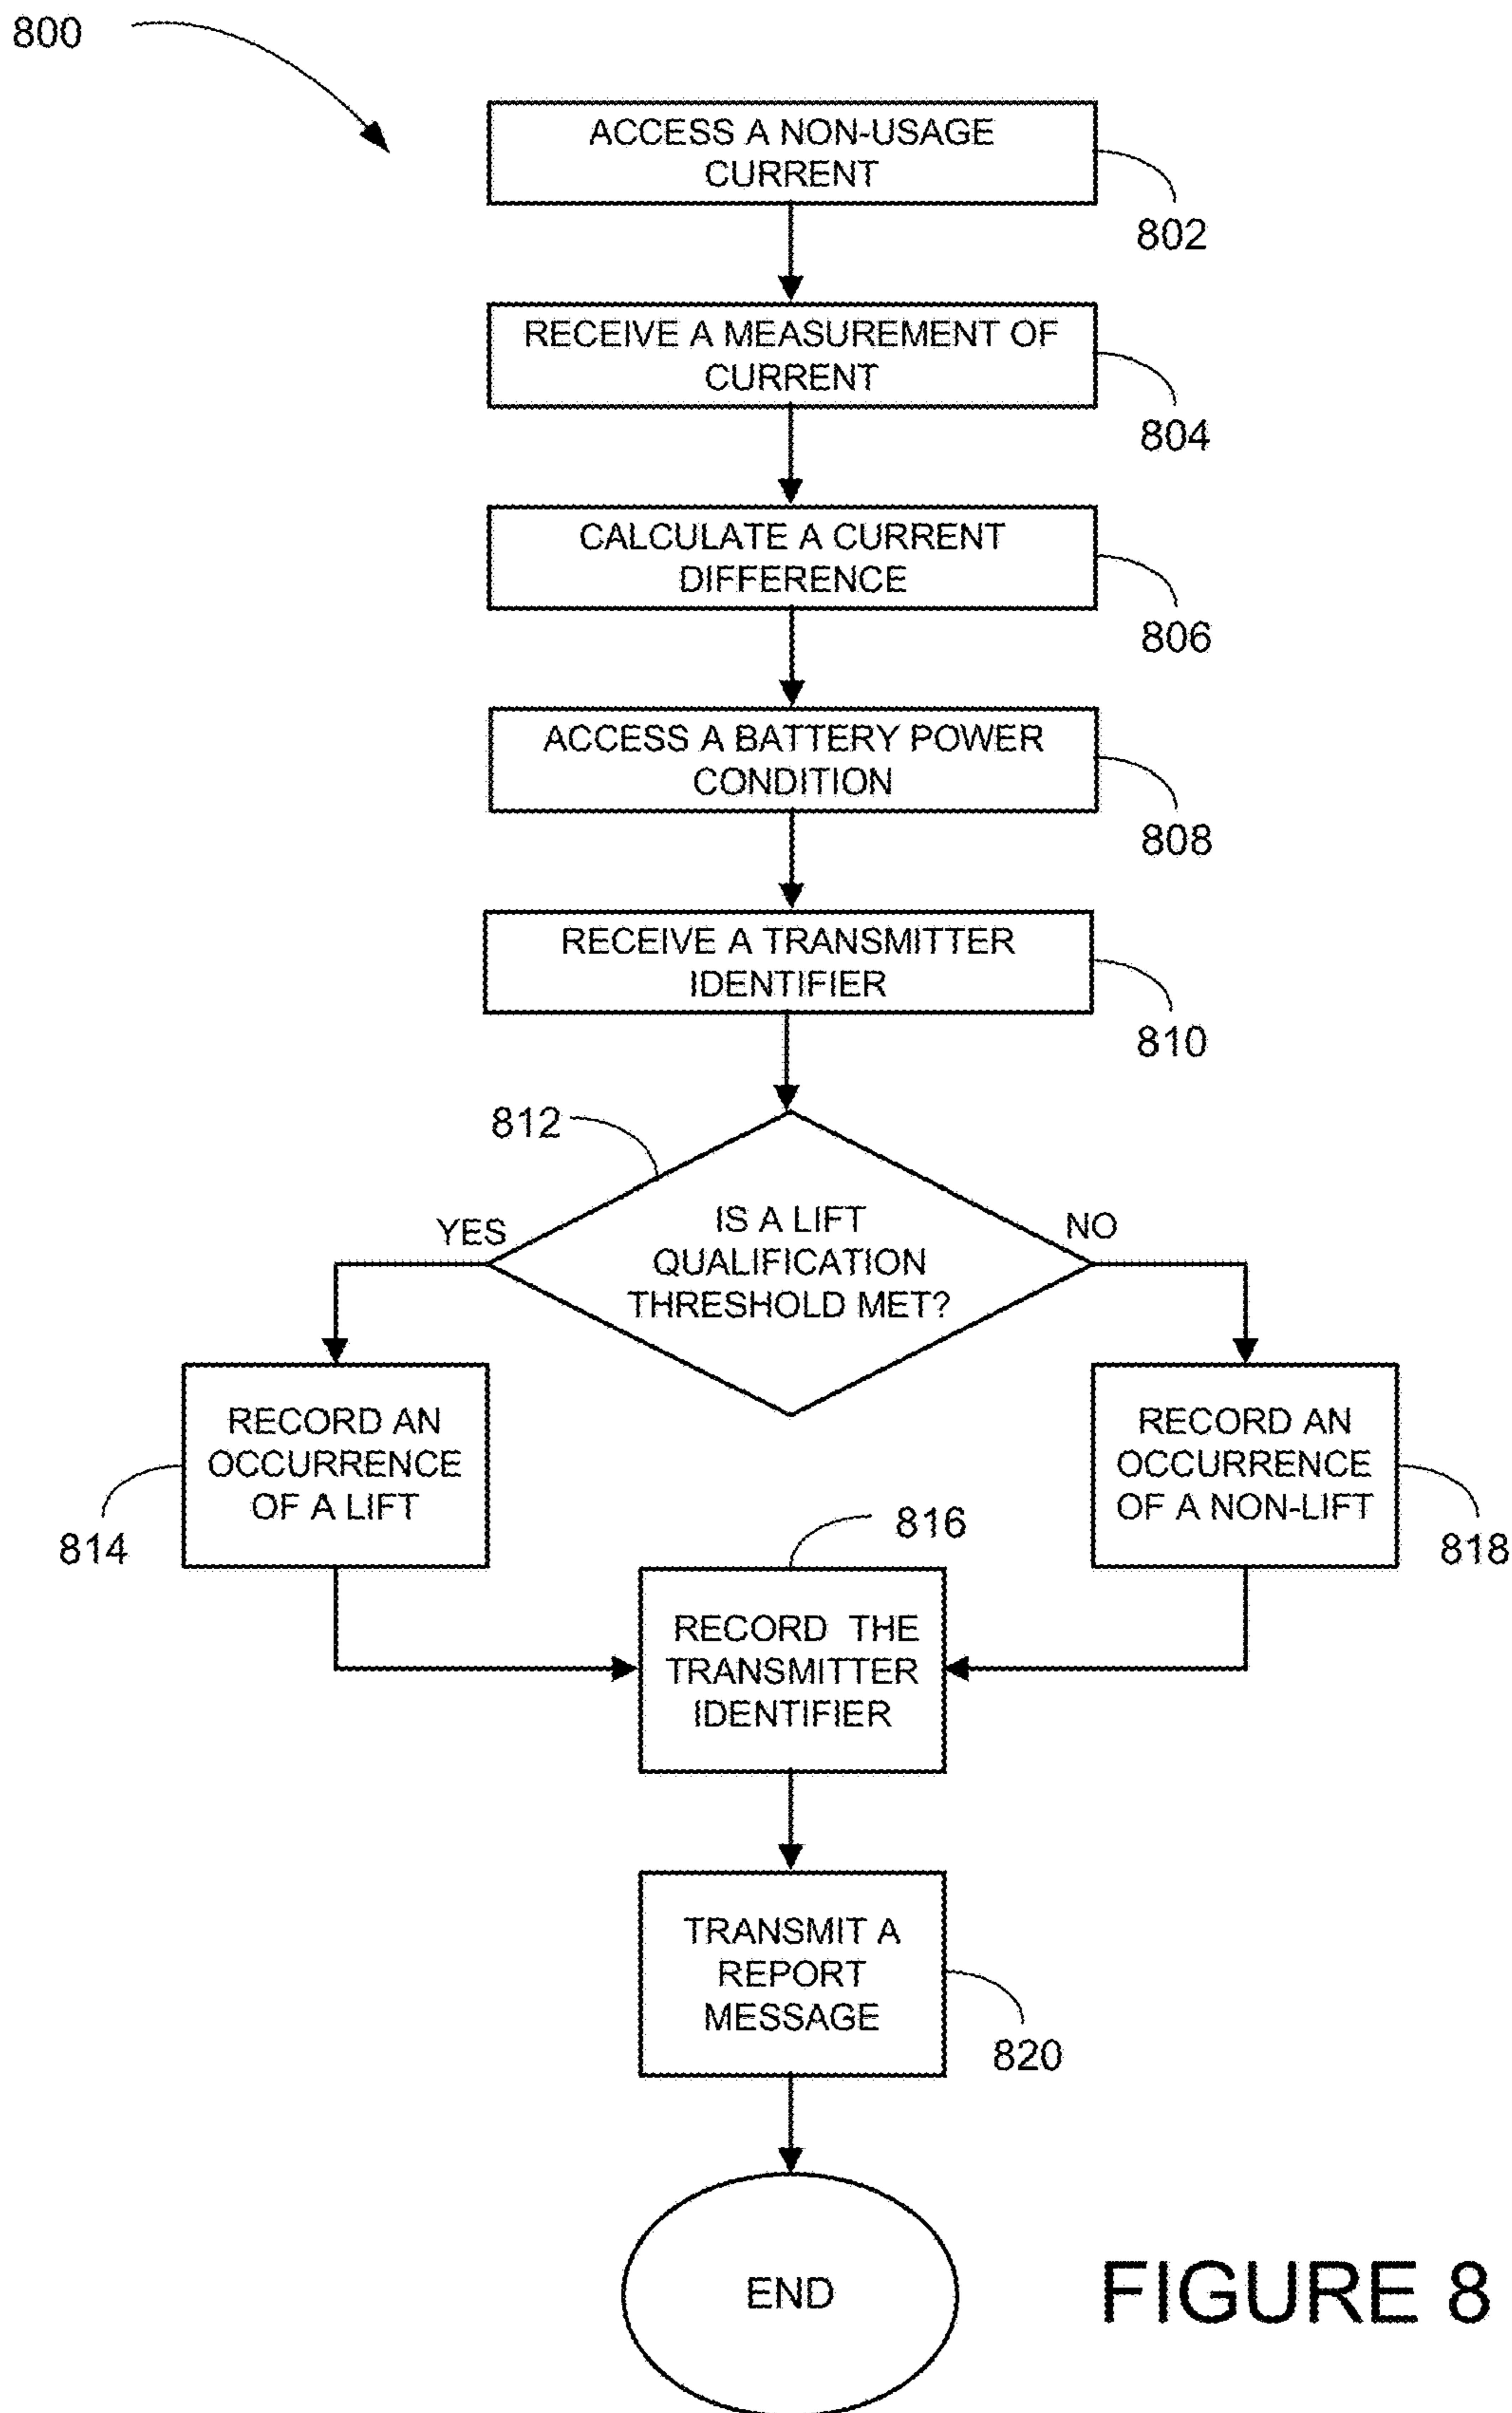 800
ACCESS A NON-USAGE
CURRENT
802
RECEIVE A MEASUREMENT OF
CURRENT
804
CALCULATE A CURRENT
DIFFERENCE
806
ACCESS A BATTERY POWER
CONDITION
808
RECEIVE A TRANSMITTER
IDENTIFIER
810
812
YES
IS A LIFT
QUALIFICATION
THRESHOLD MET?
NO
RECORD AN
OCCURRENCE
OF A LIFT
814
RECORD AN
OCCURRENCE
OF A NON-LIFT
818
816
RECORD THE
TRANSMITTER
IDENTIFIER
TRANSMIT A
REPORT
MESSAGE
820
END
FIGURE 8